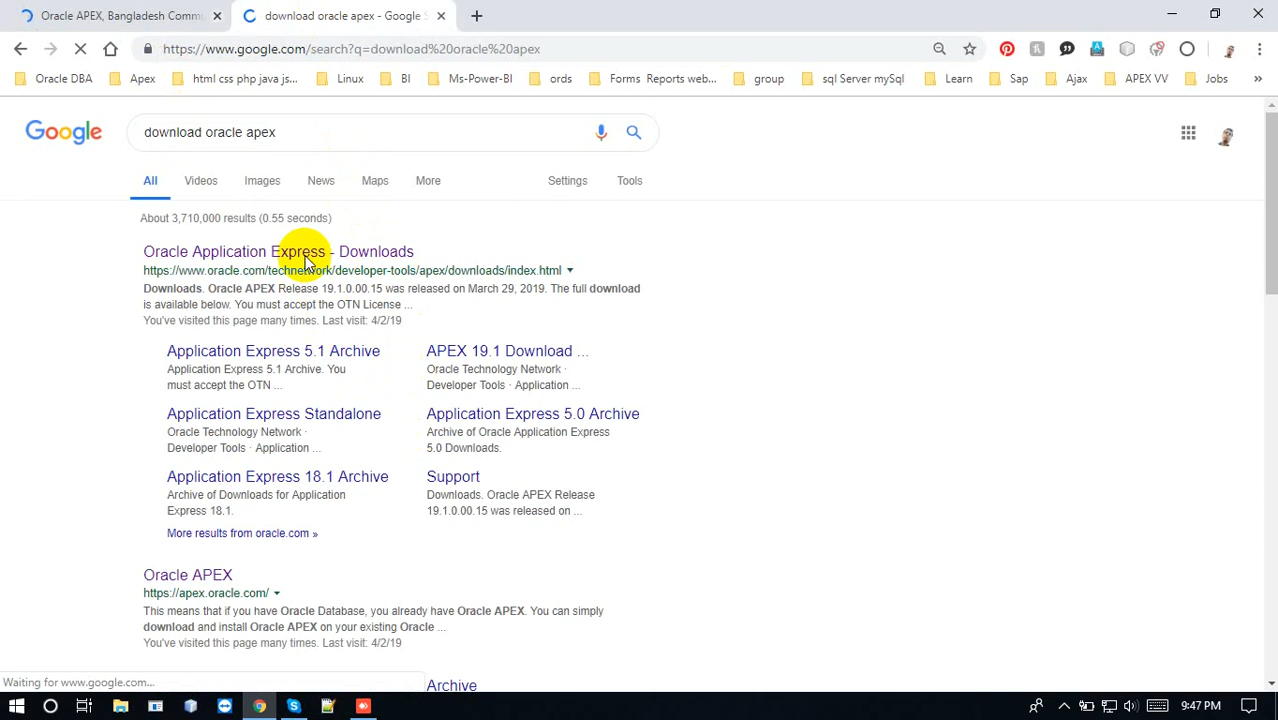 Oracle APEX, Bangladesh Commu
download oracle apex - Google S
https://www.google.com/search?q=download%20oracle%20apex
Oracle DBA
Apex
html css php java js...
Linux
BI
Ms-Power-BI
ords
Forms Reports web...
group
sql Server mySql
Learn
Sap
Ajax
APEX VV
Jobs
»
Google
download oracle apex
All
Videos
Images
News
Maps
More
Settings
Tools
About 3,710,000 results (0.55 seconds)
Oracle Application Express - Downloads
https://www.oracle.com/technetwork/developer-tools/apex/downloads/index.html
Downloads. Oracle APEX Release 19.1.0.00.15 was released on March 29, 2019. The full download
is available below. You must accept the OTN License ...
You've visited this page many times. Last visit: 4/2/19
Application Express 5.1 Archive
Application Express 5.1 Archive. You
must accept the OTN ...
APEX 19.1 Download ...
Oracle Technology Network ·
Developer Tools · Application ...
Application Express Standalone
Oracle Technology Network ·
Developer Tools · Application ...
Application Express 5.0 Archive
Archive of Oracle Application Express
5.0 Downloads.
Application Express 18.1 Archive
Archive of Downloads for Application
Express 18.1.
Support
Downloads. Oracle APEX Release
19.1.0.00.15 was released on ...
More results from oracle.com »
Oracle APEX
https://apex.oracle.com/
This means that if you have Oracle Database, you already have Oracle APEX. You can simply
download and install Oracle APEX on your existing Oracle ...
You've visited this page many times. Last visit: 4/2/19
Archive
Waiting for www.google.com...
9:47 PM